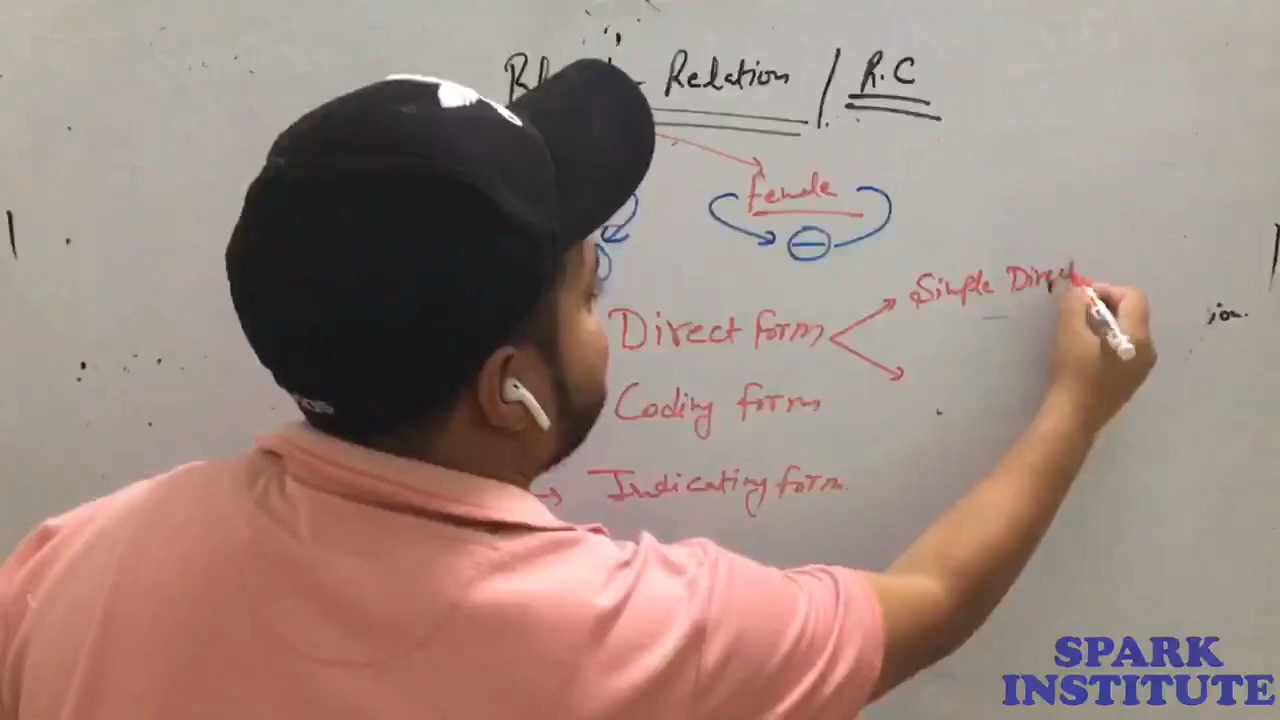 Relation / R.C
Female
Simple Direct
Direct form
Coding form
Indicating form
SPARK
INSTITUTE